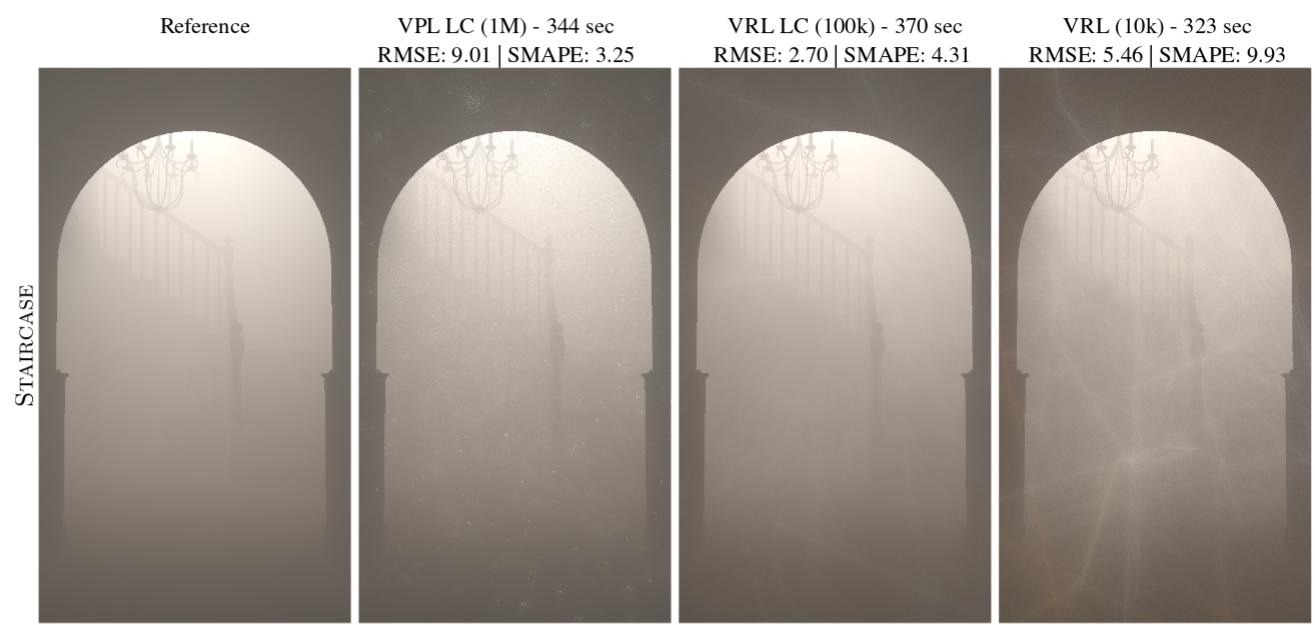 Reference
VPL LC (1M) - 344 sec
RMSE: 9.01 | SMAPE: 3.25
VRL LC (100k) - 370 sec
RMSE: 2.70 | SMAPE: 4.31
VRL (10k) - 323 sec
RMSE: 5.46 | SMAPE: 9.93
STAIRCASE